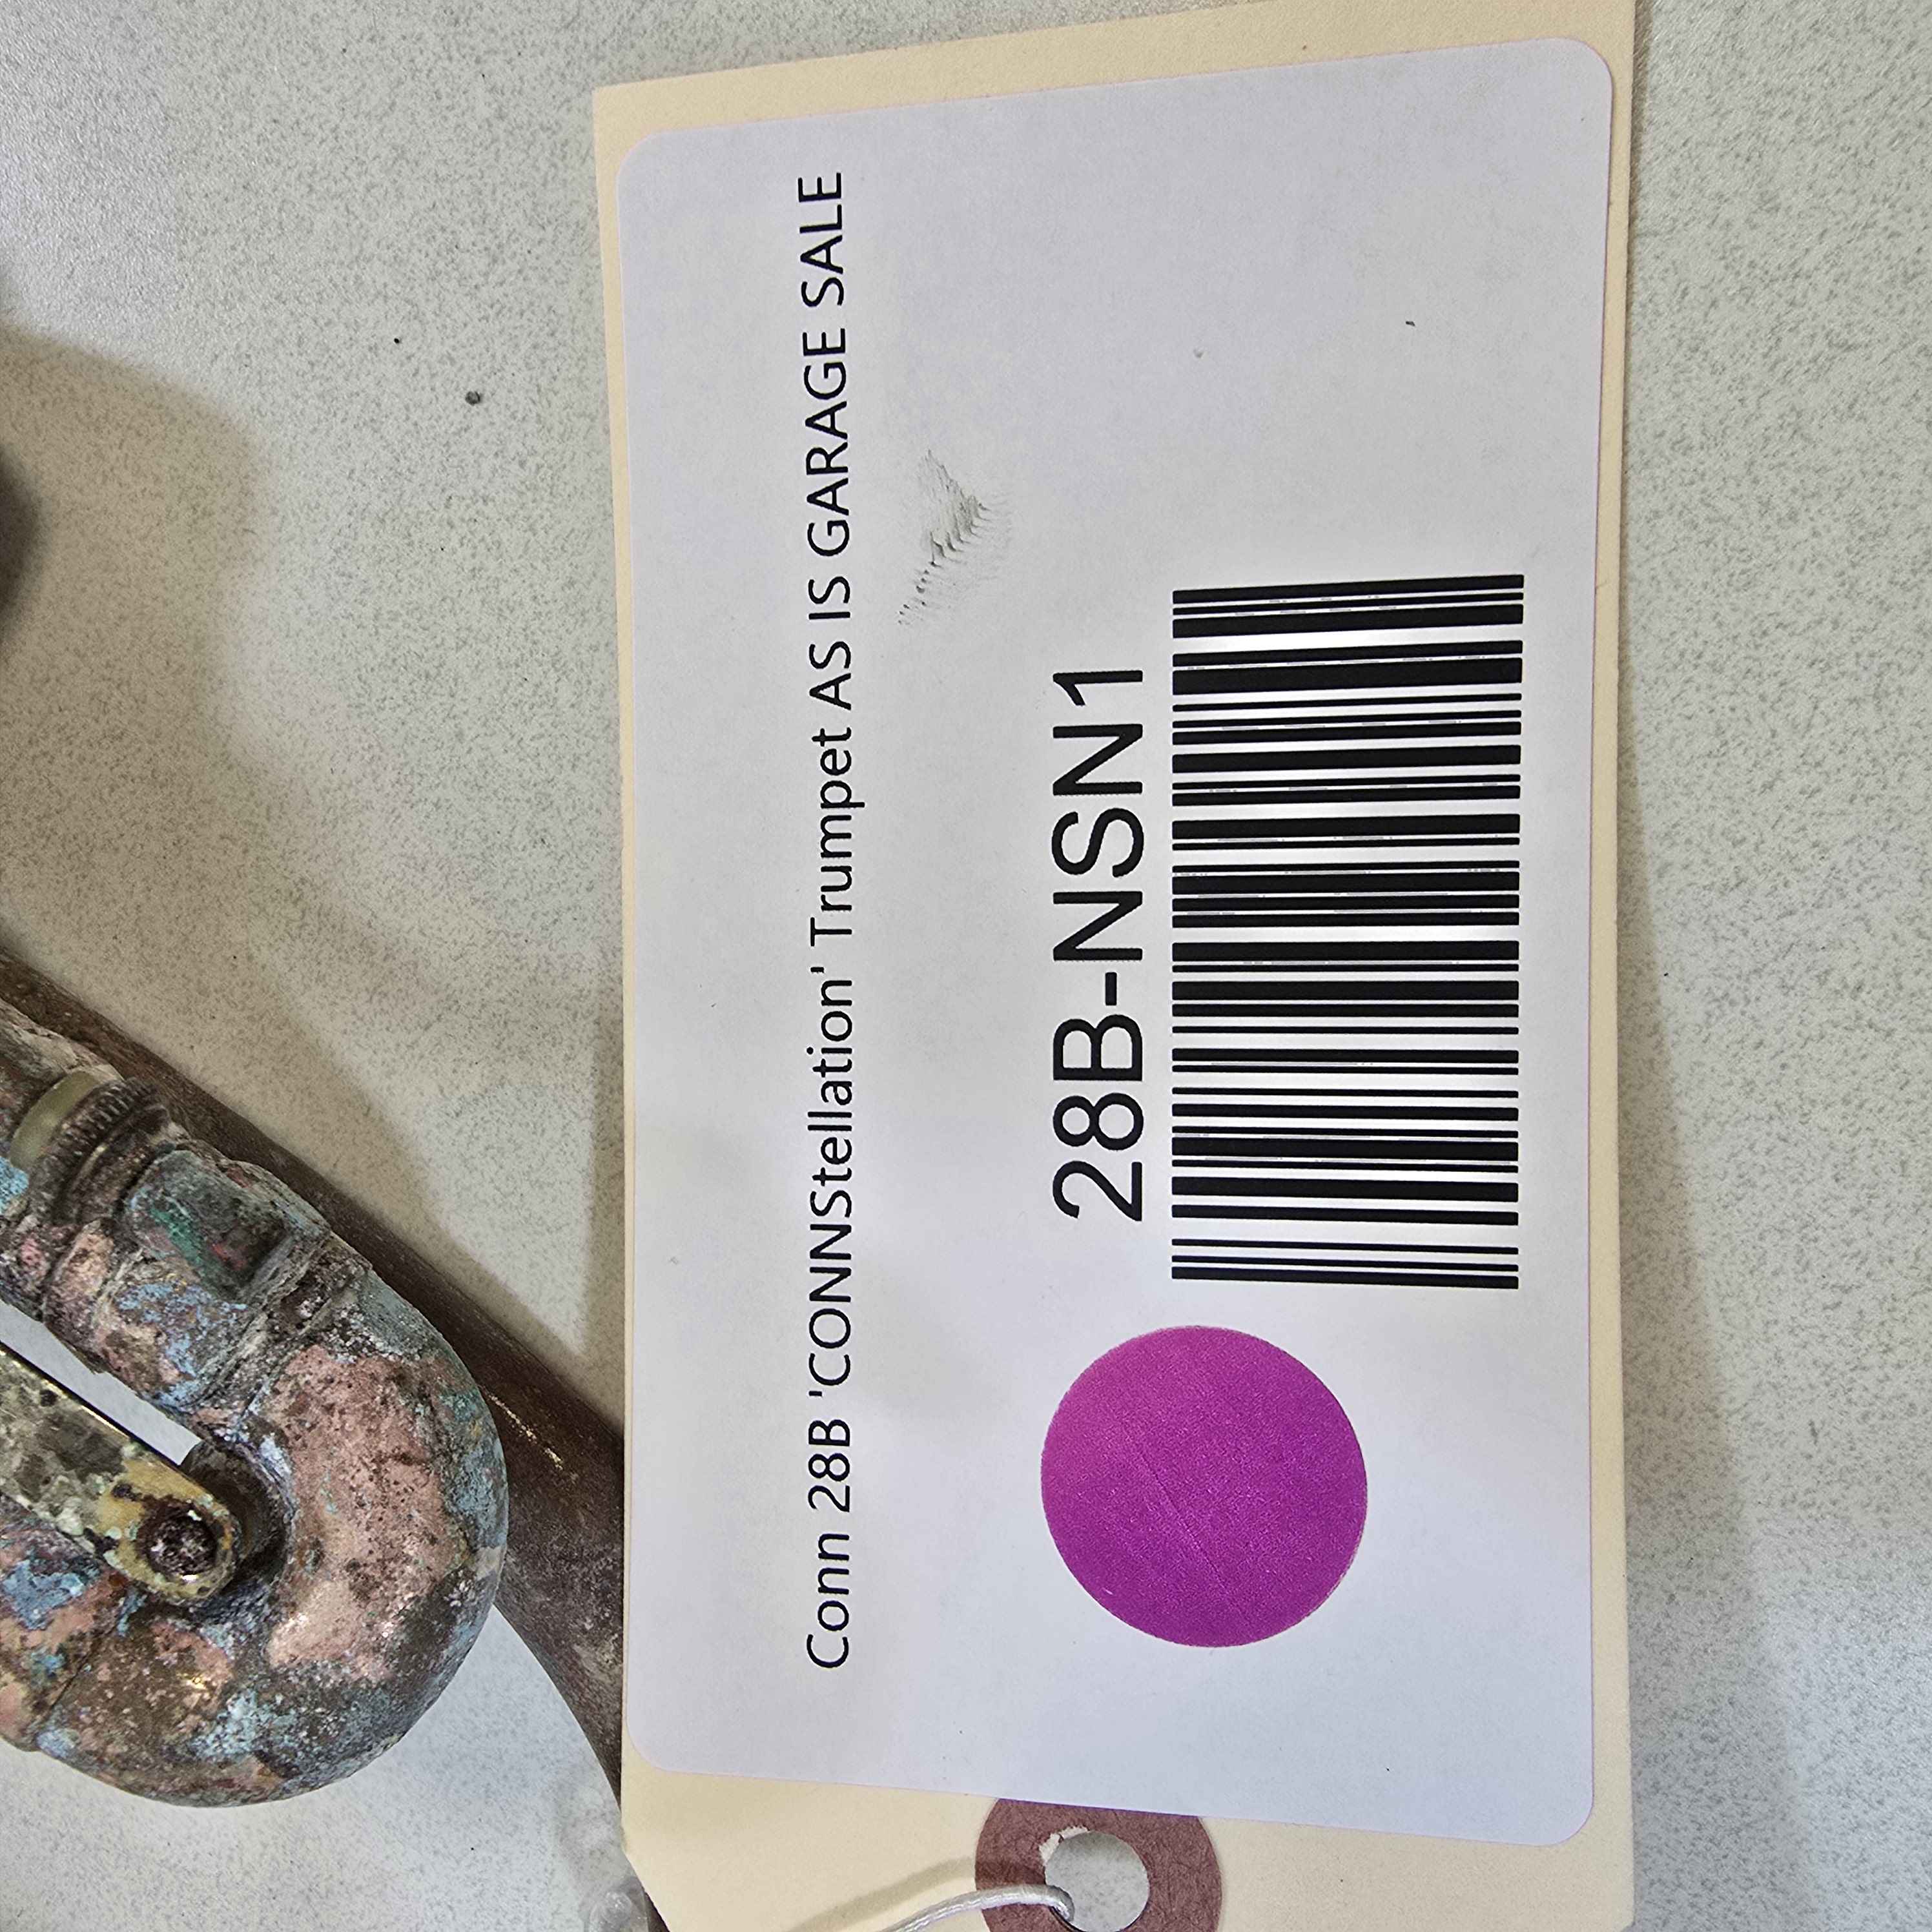 Conn 28B 'CONNStellation' Trumpet AS IS GARAGE SALE
28B-NSN1